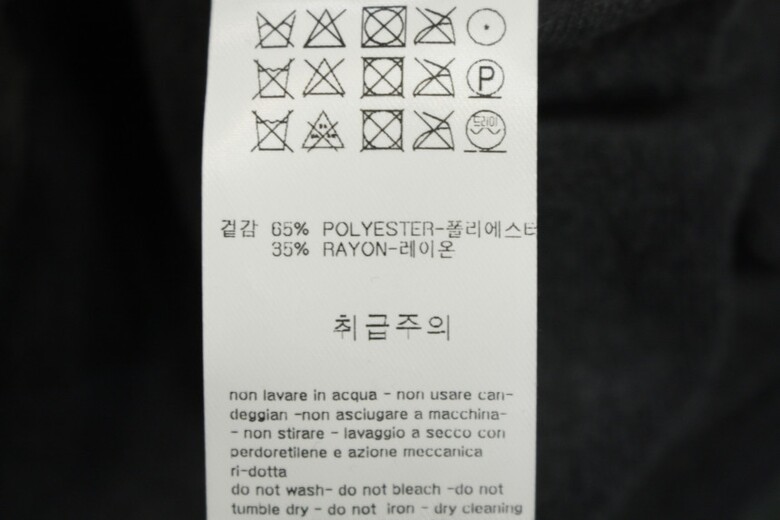 P
드라이
겉감 65% POLYESTER-폴리에스터
35% RAYON-레이온
취급주의
non lavare in acqua - non usare can-
deggian -non asciugare a macchina-
- non stirare - lavaggio a secco con
perdoretilene e azione meccanica
ri-dotta
do not wash- do not bleach -do not
tumble dry - do not iron - dry cleaning